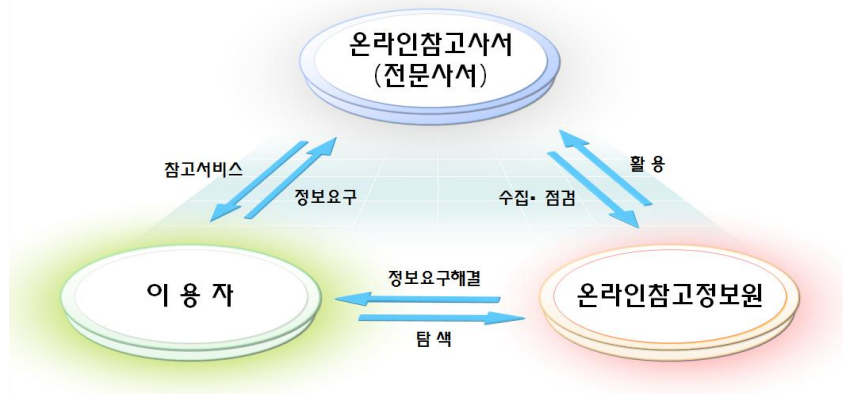 온라인참고사서
(전문사서)
참고서비스
정보요구
활 용
수집· 점검
이 용 자
정보요구해결
탐 색
온라인참고정보원